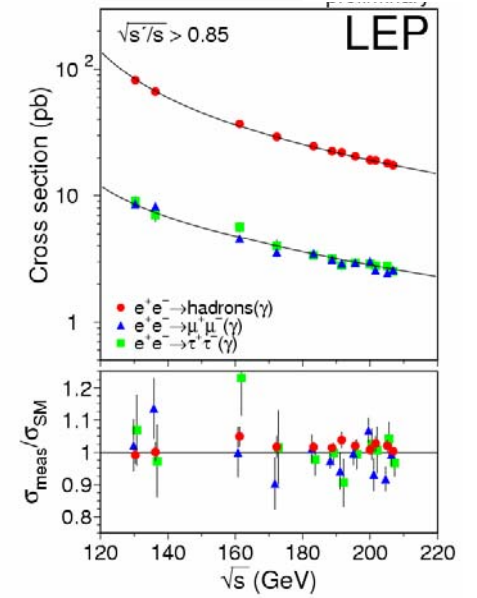 preliminary
√s´/s > 0.85
LEP
Cross section (pb)
10²
10
1
e⁺e⁻→hadrons(γ)
e⁺e⁻→μ⁺μ⁻(γ)
e⁺e⁻→τ⁺τ⁻(γ)
σmeas/σSM
1.2
1.1
1
0.9
0.8
120 140 160 180 200 220
√s (GeV)